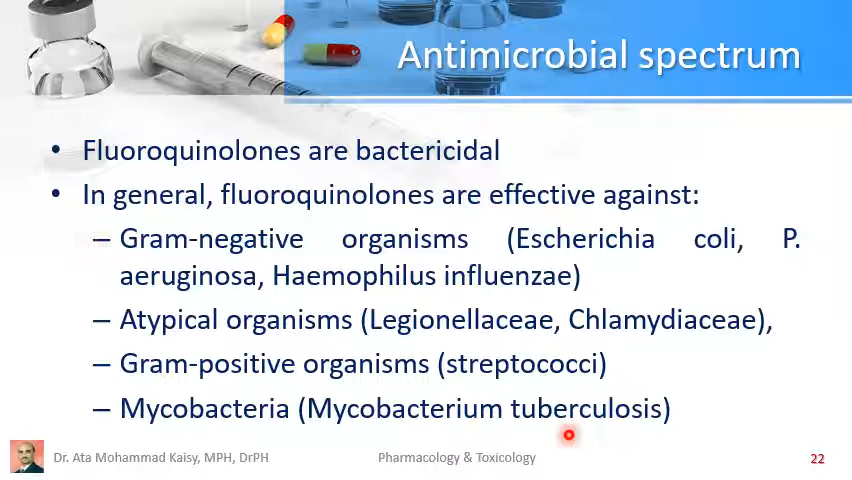 Antimicrobial spectrum
• Fluoroquinolones are bactericidal
• In general, fluoroquinolones are effective against:
– Gram-negative organisms (Escherichia coli, P.
aeruginosa, Haemophilus influenzae)
– Atypical organisms (Legionellaceae, Chlamydiaceae),
– Gram-positive organisms (streptococci)
– Mycobacteria (Mycobacterium tuberculosis)
Dr. Ata Mohammad Kaisy, MPH, DrPH
Pharmacology & Toxicology
22